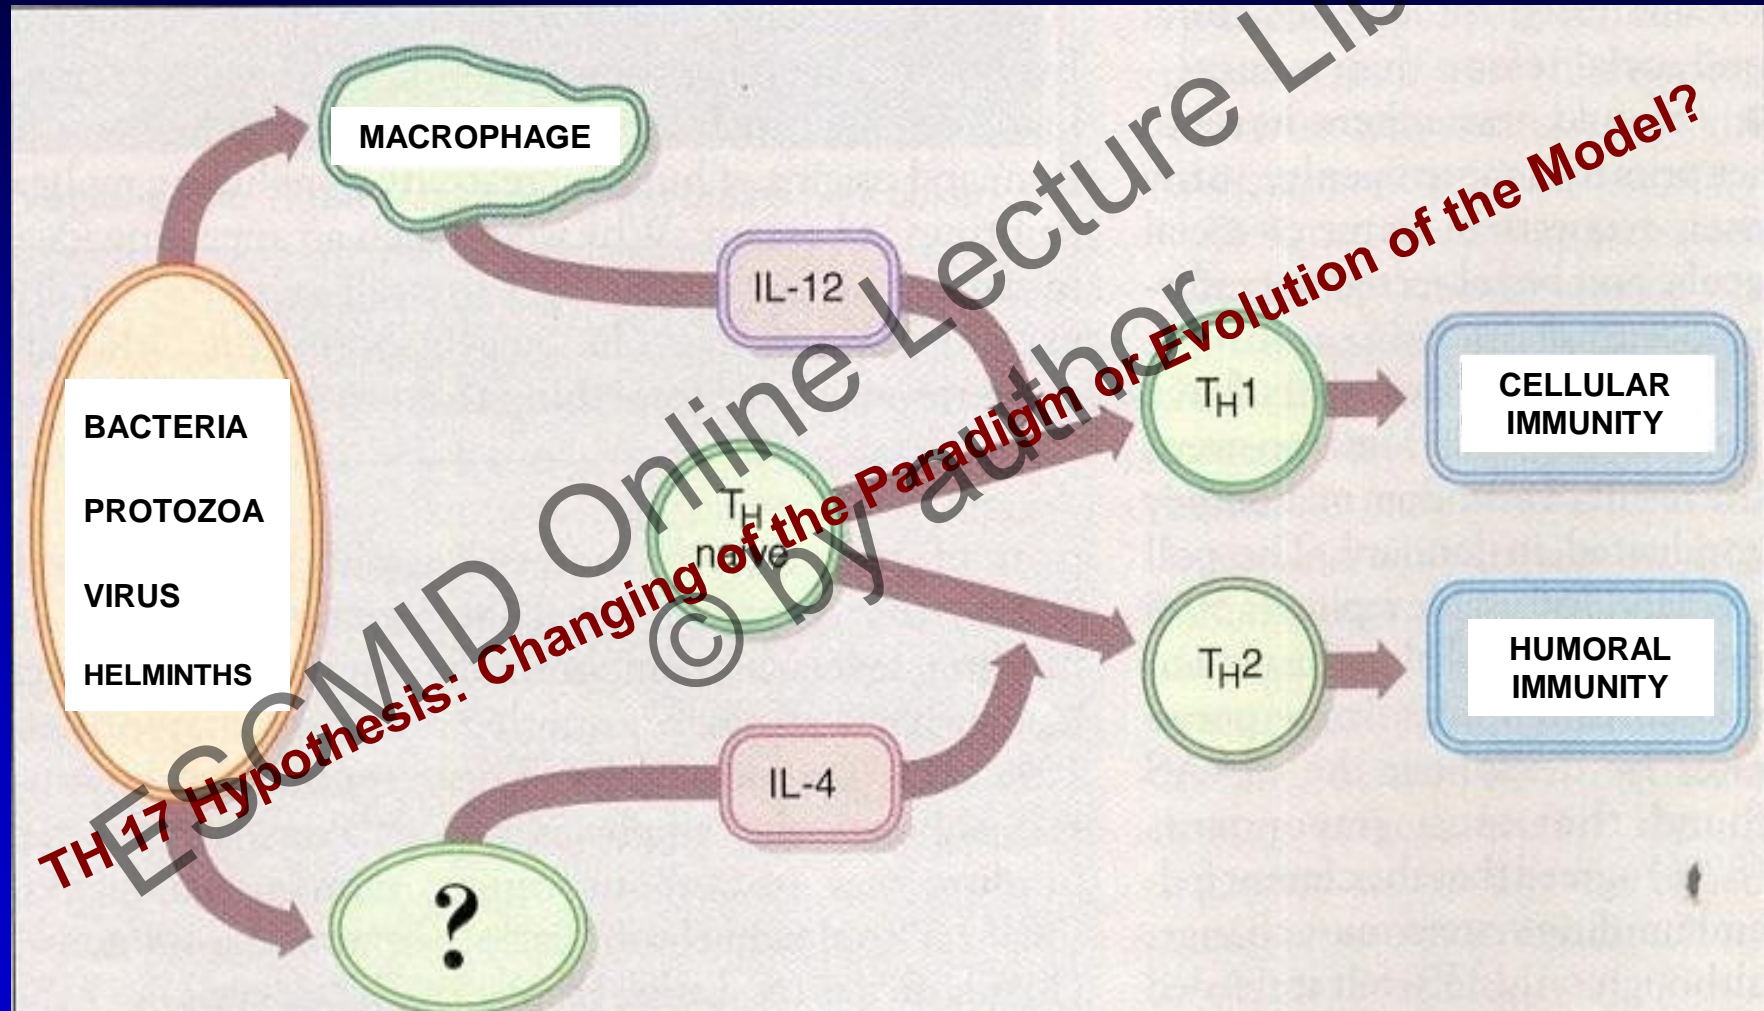 MACROPHAGE
IL-12
BACTERIA
PROTOZOA
VIRUS
HELMINTHS
TH
naive
TH1
CELLULAR
IMMUNITY
TH2
HUMORAL
IMMUNITY
IL-4
?
TH 17 Hypothesis: Changing of the Paradigm or Evolution of the Model?
ESCMID Online Lecture
© by author